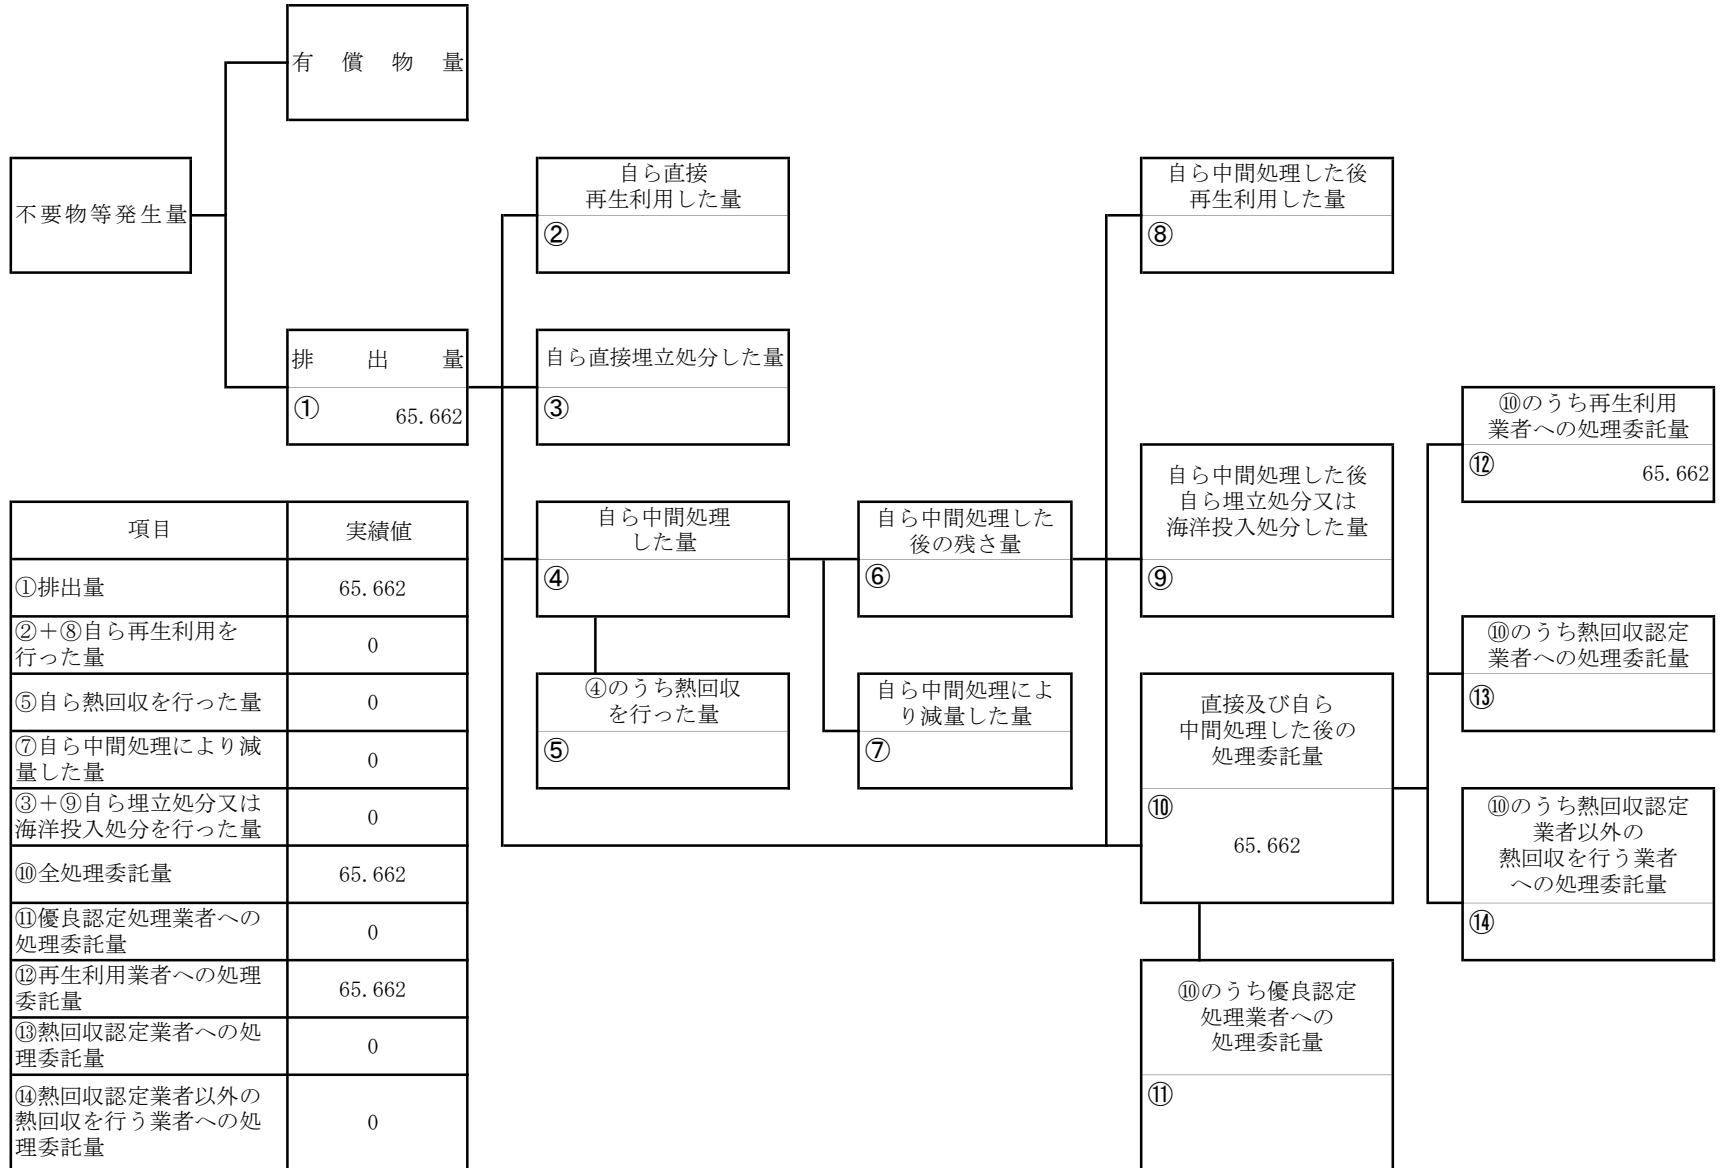 有償物量
不要物等発生量
自ら直接
再生利用した量
②
自ら中間処理した後
再生利用した量
⑧
排出量
① 65.662
自ら直接埋立処分した量
③
⑩のうち再生利用
業者への処理委託量
⑫ 65.662
自ら中間処理
した量
④
自ら中間処理した
後の残さ量
⑥
自ら中間処理した後
自ら埋立処分又は
海洋投入処分した量
⑨
⑩のうち熱回収認定
業者への処理委託量
⑬
④のうち熱回収
を行った量
⑤
自ら中間処理によ
り減量した量
⑦
直接及び自ら
中間処理した後の
処理委託量
⑩
65.662
⑩のうち熱回収認定
業者以外の
熱回収を行う業者
への処理委託量
⑭
⑩のうち優良認定
処理業者への
処理委託量
⑪
項目 実績値
①排出量 65.662
②＋⑧自ら再生利用を
行った量 0
⑤自ら熱回収を行った量 0
⑦自ら中間処理により減
量した量 0
③＋⑨自ら埋立処分又は
海洋投入処分を行った量 0
⑩全処理委託量 65.662
⑪優良認定処理業者への
処理委託量 0
⑫再生利用業者への処理
委託量 65.662
⑬熱回収認定業者への処
理委託量 0
⑭熱回収認定業者以外の
熱回収を行う業者への処
理委託量 0